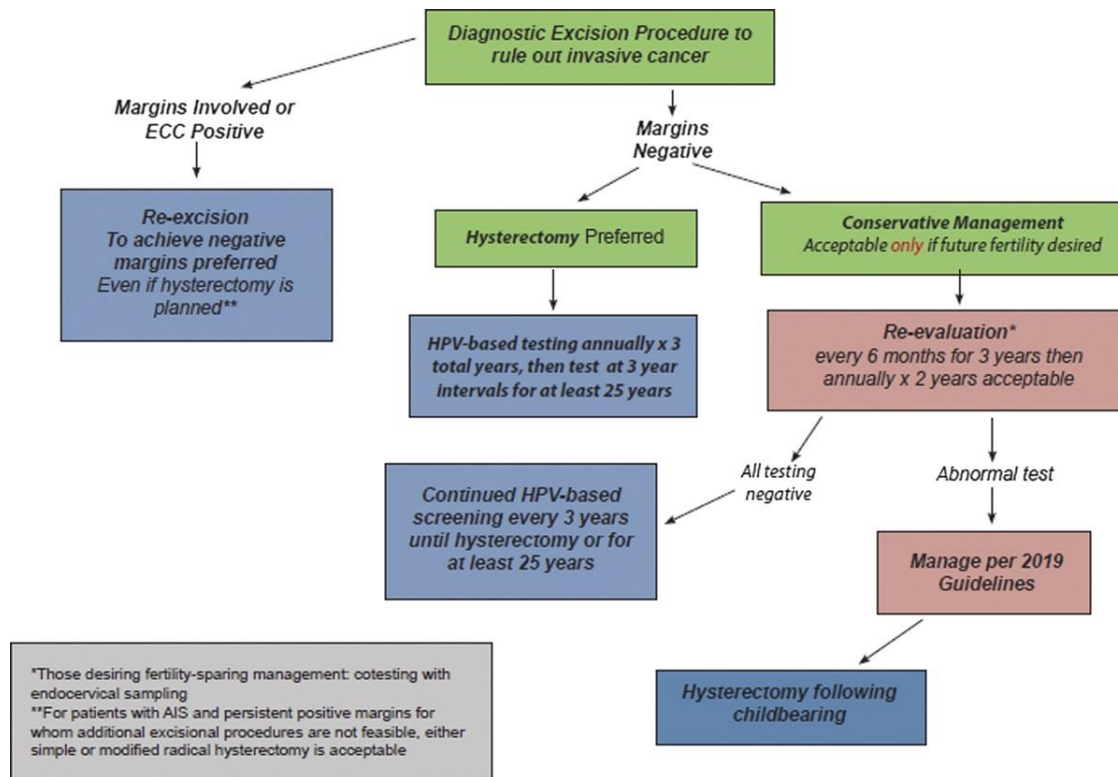 Diagnostic Excision Procedure to
rule out invasive cancer
Margins Involved or
ECC Positive
Margins
Negative
Re-excision
To achieve negative
margins preferred
Even if hysterectomy is
planned**
Hysterectomy Preferred
Conservative Management
Acceptable only if future fertility desired
HPV-based testing annually x 3
total years, then test at 3 year
intervals for at least 25 years
Re-evaluation*
every 6 months for 3 years then
annually x 2 years acceptable
All testing
negative
Abnormal test
Continued HPV-based
screening every 3 years
until hysterectomy or for
at least 25 years
Manage per 2019
Guidelines
Hysterectomy following
childbearing
*Those desiring fertility-sparing management: cotesting with
endocervical sampling
**For patients with AIS and persistent positive margins for
whom additional excisional procedures are not feasible, either
simple or modified radical hysterectomy is acceptable